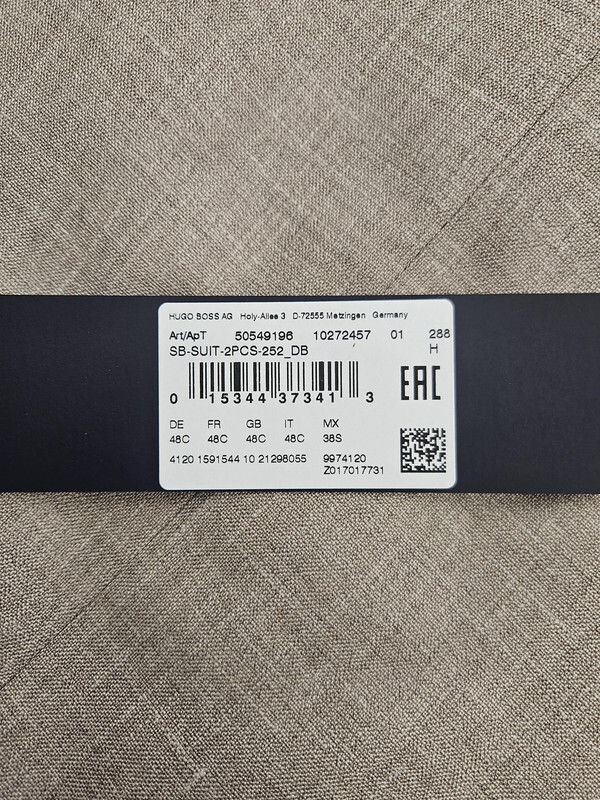 HUGO BOSS AG Holy-Allee 3 D-72555 Metzingen Germany
Art/ApT 50549196 10272457 01 288
SB-SUIT-2PCS-252_DB H
EAC
0 15344 37341 3
DE FR GB IT MX
48C 48C 48C 48C 38S
4120 1591544 10 21298055 9974120
Z017017731